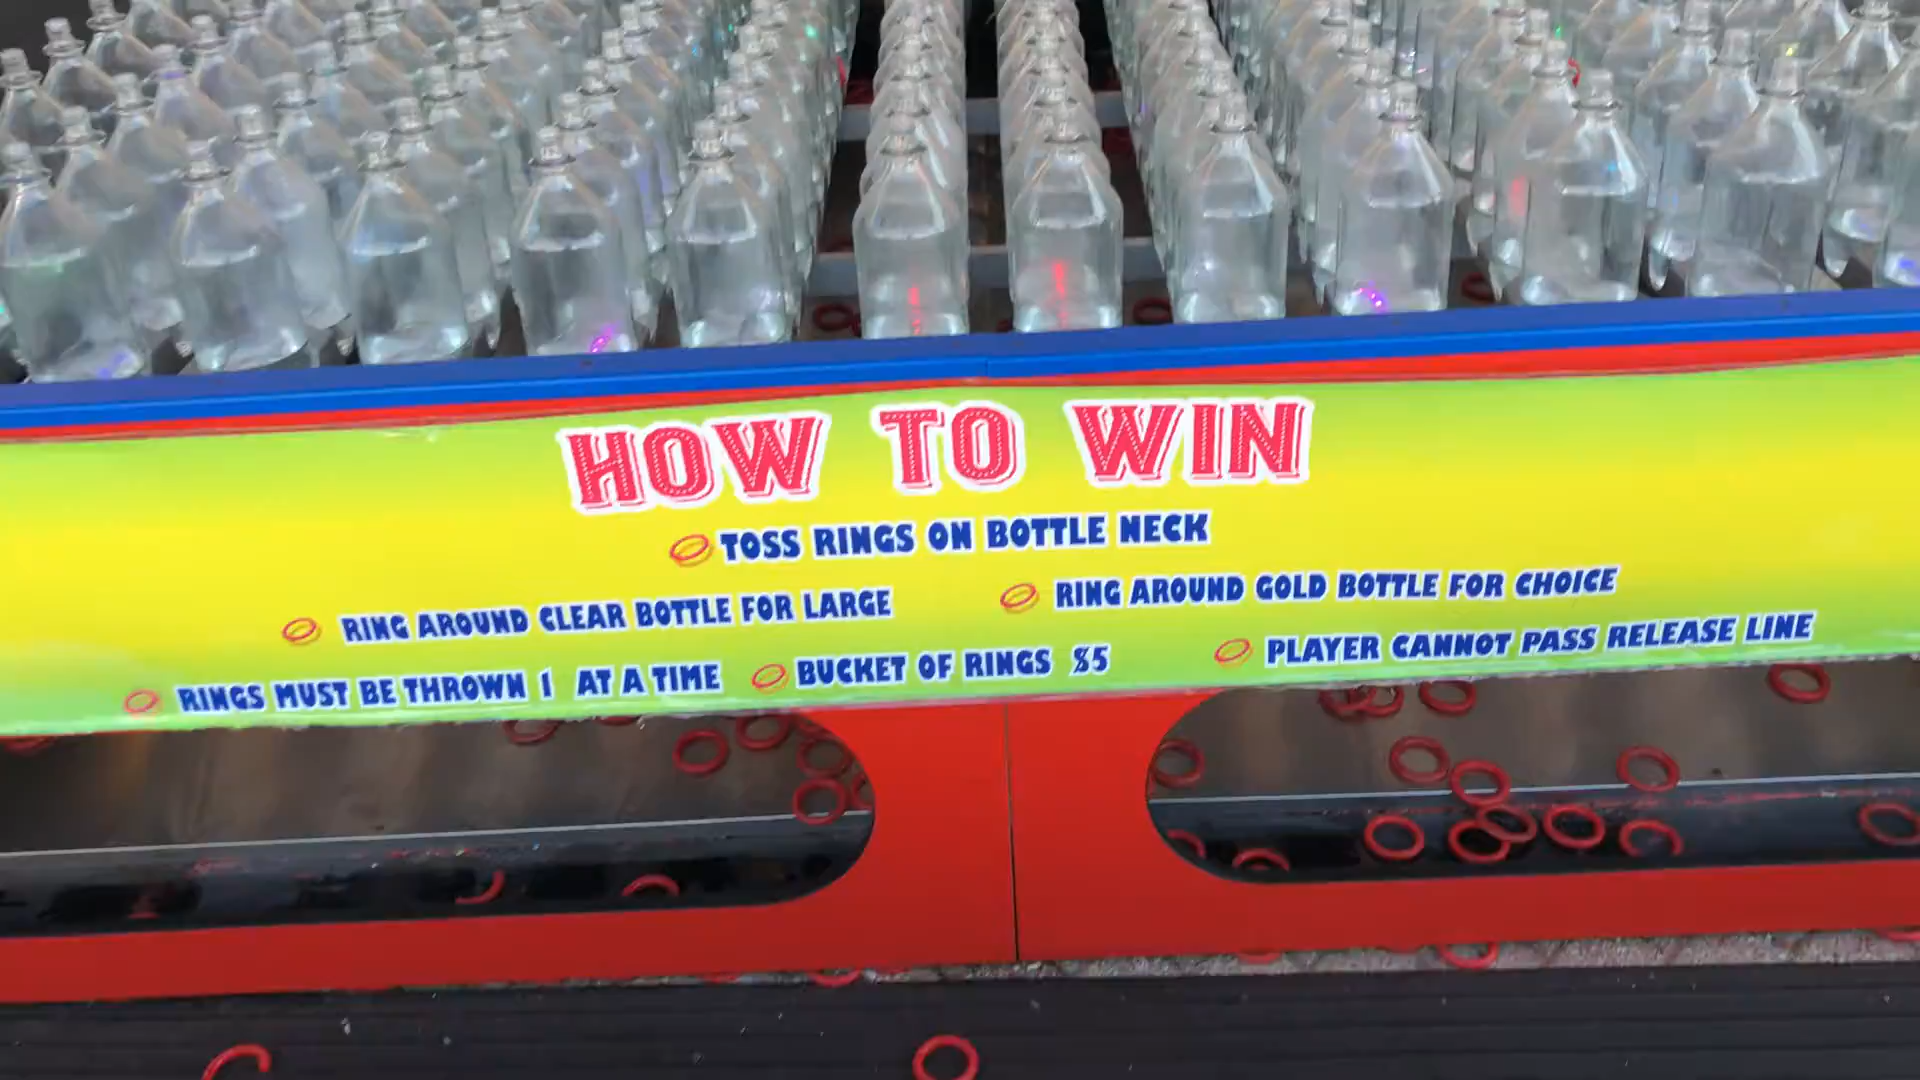 HOW TO WIN
TOSS RINGS ON BOTTLE NECK
RING AROUND CLEAR BOTTLE FOR LARGE
RING AROUND GOLD BOTTLE FOR CHOICE
RINGS MUST BE THROWN 1 AT A TIME
BUCKET OF RINGS $5
PLAYER CANNOT PASS RELEASE LINE